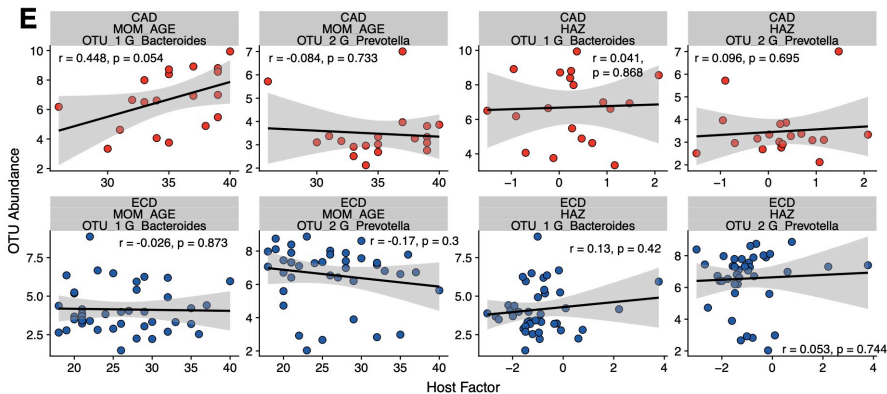 E
CAD
MOM_AGE
OTU_1 G_Bacteroides
CAD
MOM_AGE
OTU_2 G_Prevotella
CAD
HAZ
OTU_1 G_Bacteroides
CAD
HAZ
OTU_2 G_Prevotella
r = 0.448, p = 0.054
r = -0.084, p = 0.733
r = 0.041,
p = 0.868
r = 0.096, p = 0.695
10
8
6
4
2
30
35
40
7
6
5
4
3
2
30
35
40
10
8
6
4
−1
0
1
2
7
6
5
4
3
2
−1
0
1
2
OTU Abundance
ECD
MOM_AGE
OTU_1 G_Bacteroides
ECD
MOM_AGE
OTU_2 G_Prevotella
ECD
HAZ
OTU_1 G_Bacteroides
ECD
HAZ
OTU_2 G_Prevotella
r = -0.026, p = 0.873
r = -0.17, p = 0.3
r = 0.13, p = 0.42
r = 0.053, p = 0.744
7.5
5.0
2.5
20
25
30
35
40
8
6
4
2
20
25
30
35
40
7.5
5.0
2.5
−2
0
2
4
8
6
4
2
−2
0
2
4
Host Factor